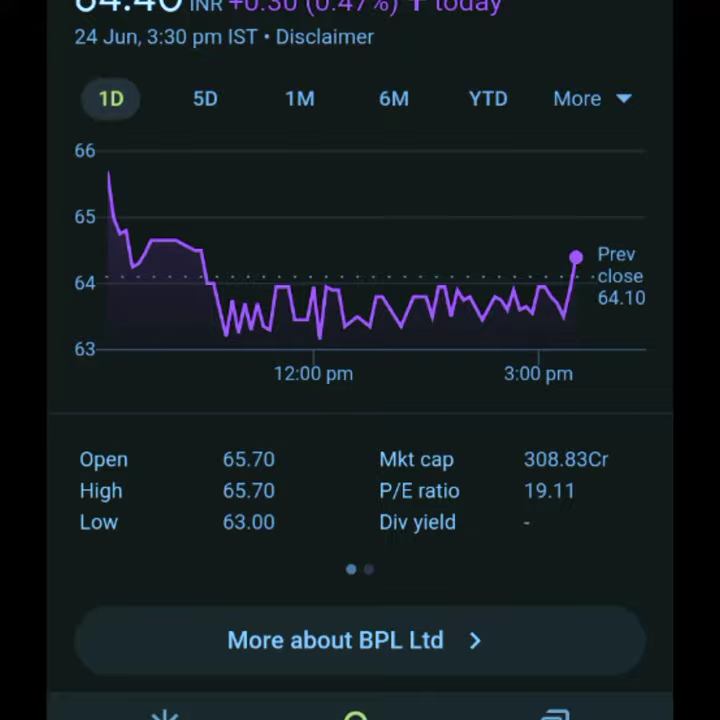 64.40 INR +0.30 (0.47%) ↑ today
24 Jun, 3:30 pm IST • Disclaimer
1D 5D 1M 6M YTD More
66
65
64
63
Prev
close
64.10
12:00 pm 3:00 pm
Open 65.70 Mkt cap 308.83Cr
High 65.70 P/E ratio 19.11
Low 63.00 Div yield -
More about BPL Ltd